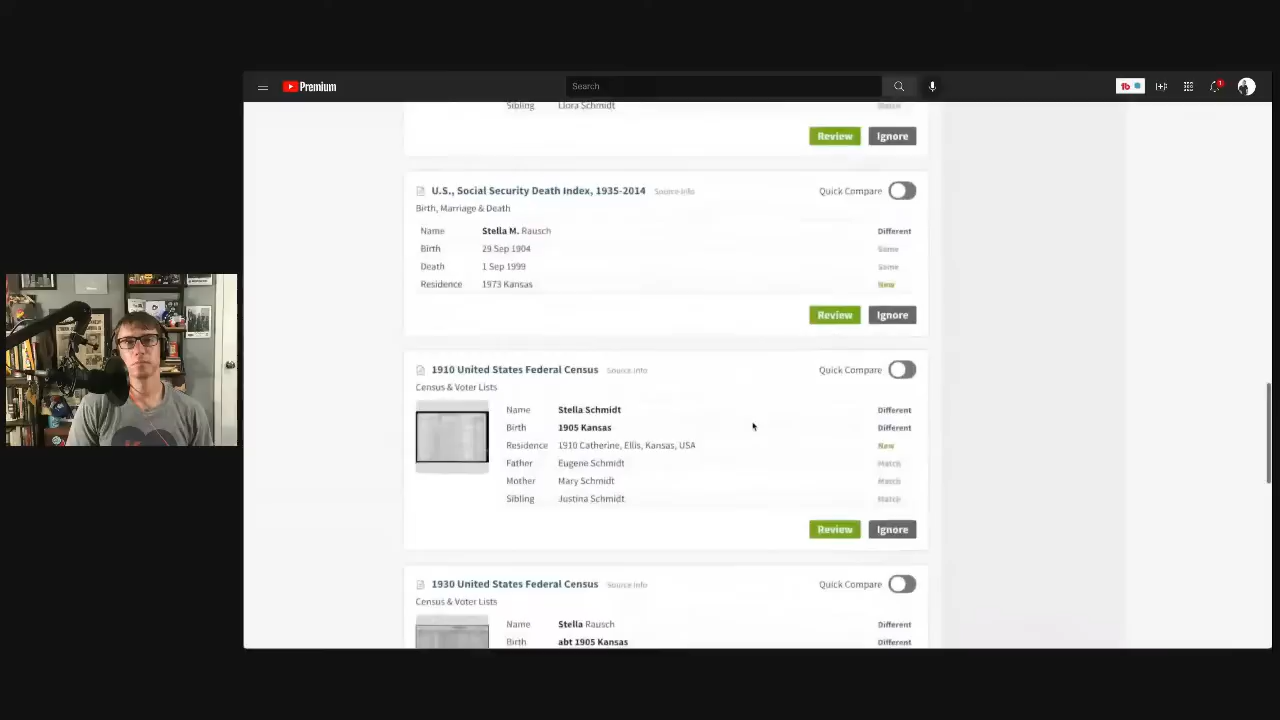 Premium
Search
1
Sibling Llora Schmidt
Review Ignore
U.S., Social Security Death Index, 1935-2014 Source Info Quick Compare
Birth, Marriage & Death
Name Stella M. Rausch Different
Birth 29 Sep 1904 Same
Death 1 Sep 1999 Same
Residence 1973 Kansas New
Review Ignore
1910 United States Federal Census Source Info Quick Compare
Census & Voter Lists
Name Stella Schmidt Different
Birth 1905 Kansas Different
Residence 1910 Catherine, Ellis, Kansas, USA New
Father Eugene Schmidt Match
Mother Mary Schmidt Match
Sibling Justina Schmidt Match
Review Ignore
1930 United States Federal Census Source Info Quick Compare
Census & Voter Lists
Name Stella Rausch Different
Birth abt 1905 Kansas Different